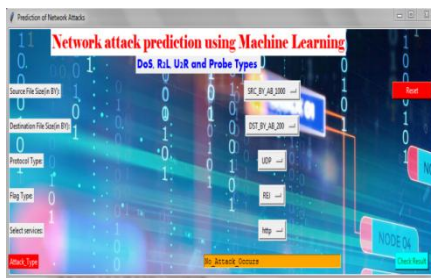 Prediction of Network Attacks
Network attack prediction using Machine Learning
DoS, R2L, U2R and Probe Types
Source File Size(in BY): SRC_BY_AB_1000 Reset
Destination File Size(in BY): DST_BY_AB_200
Protocol Type: UDP
Flag Type: REJ
Select services: http
NODE 04
Attack_Type: No_Attack_Occurs Check Result